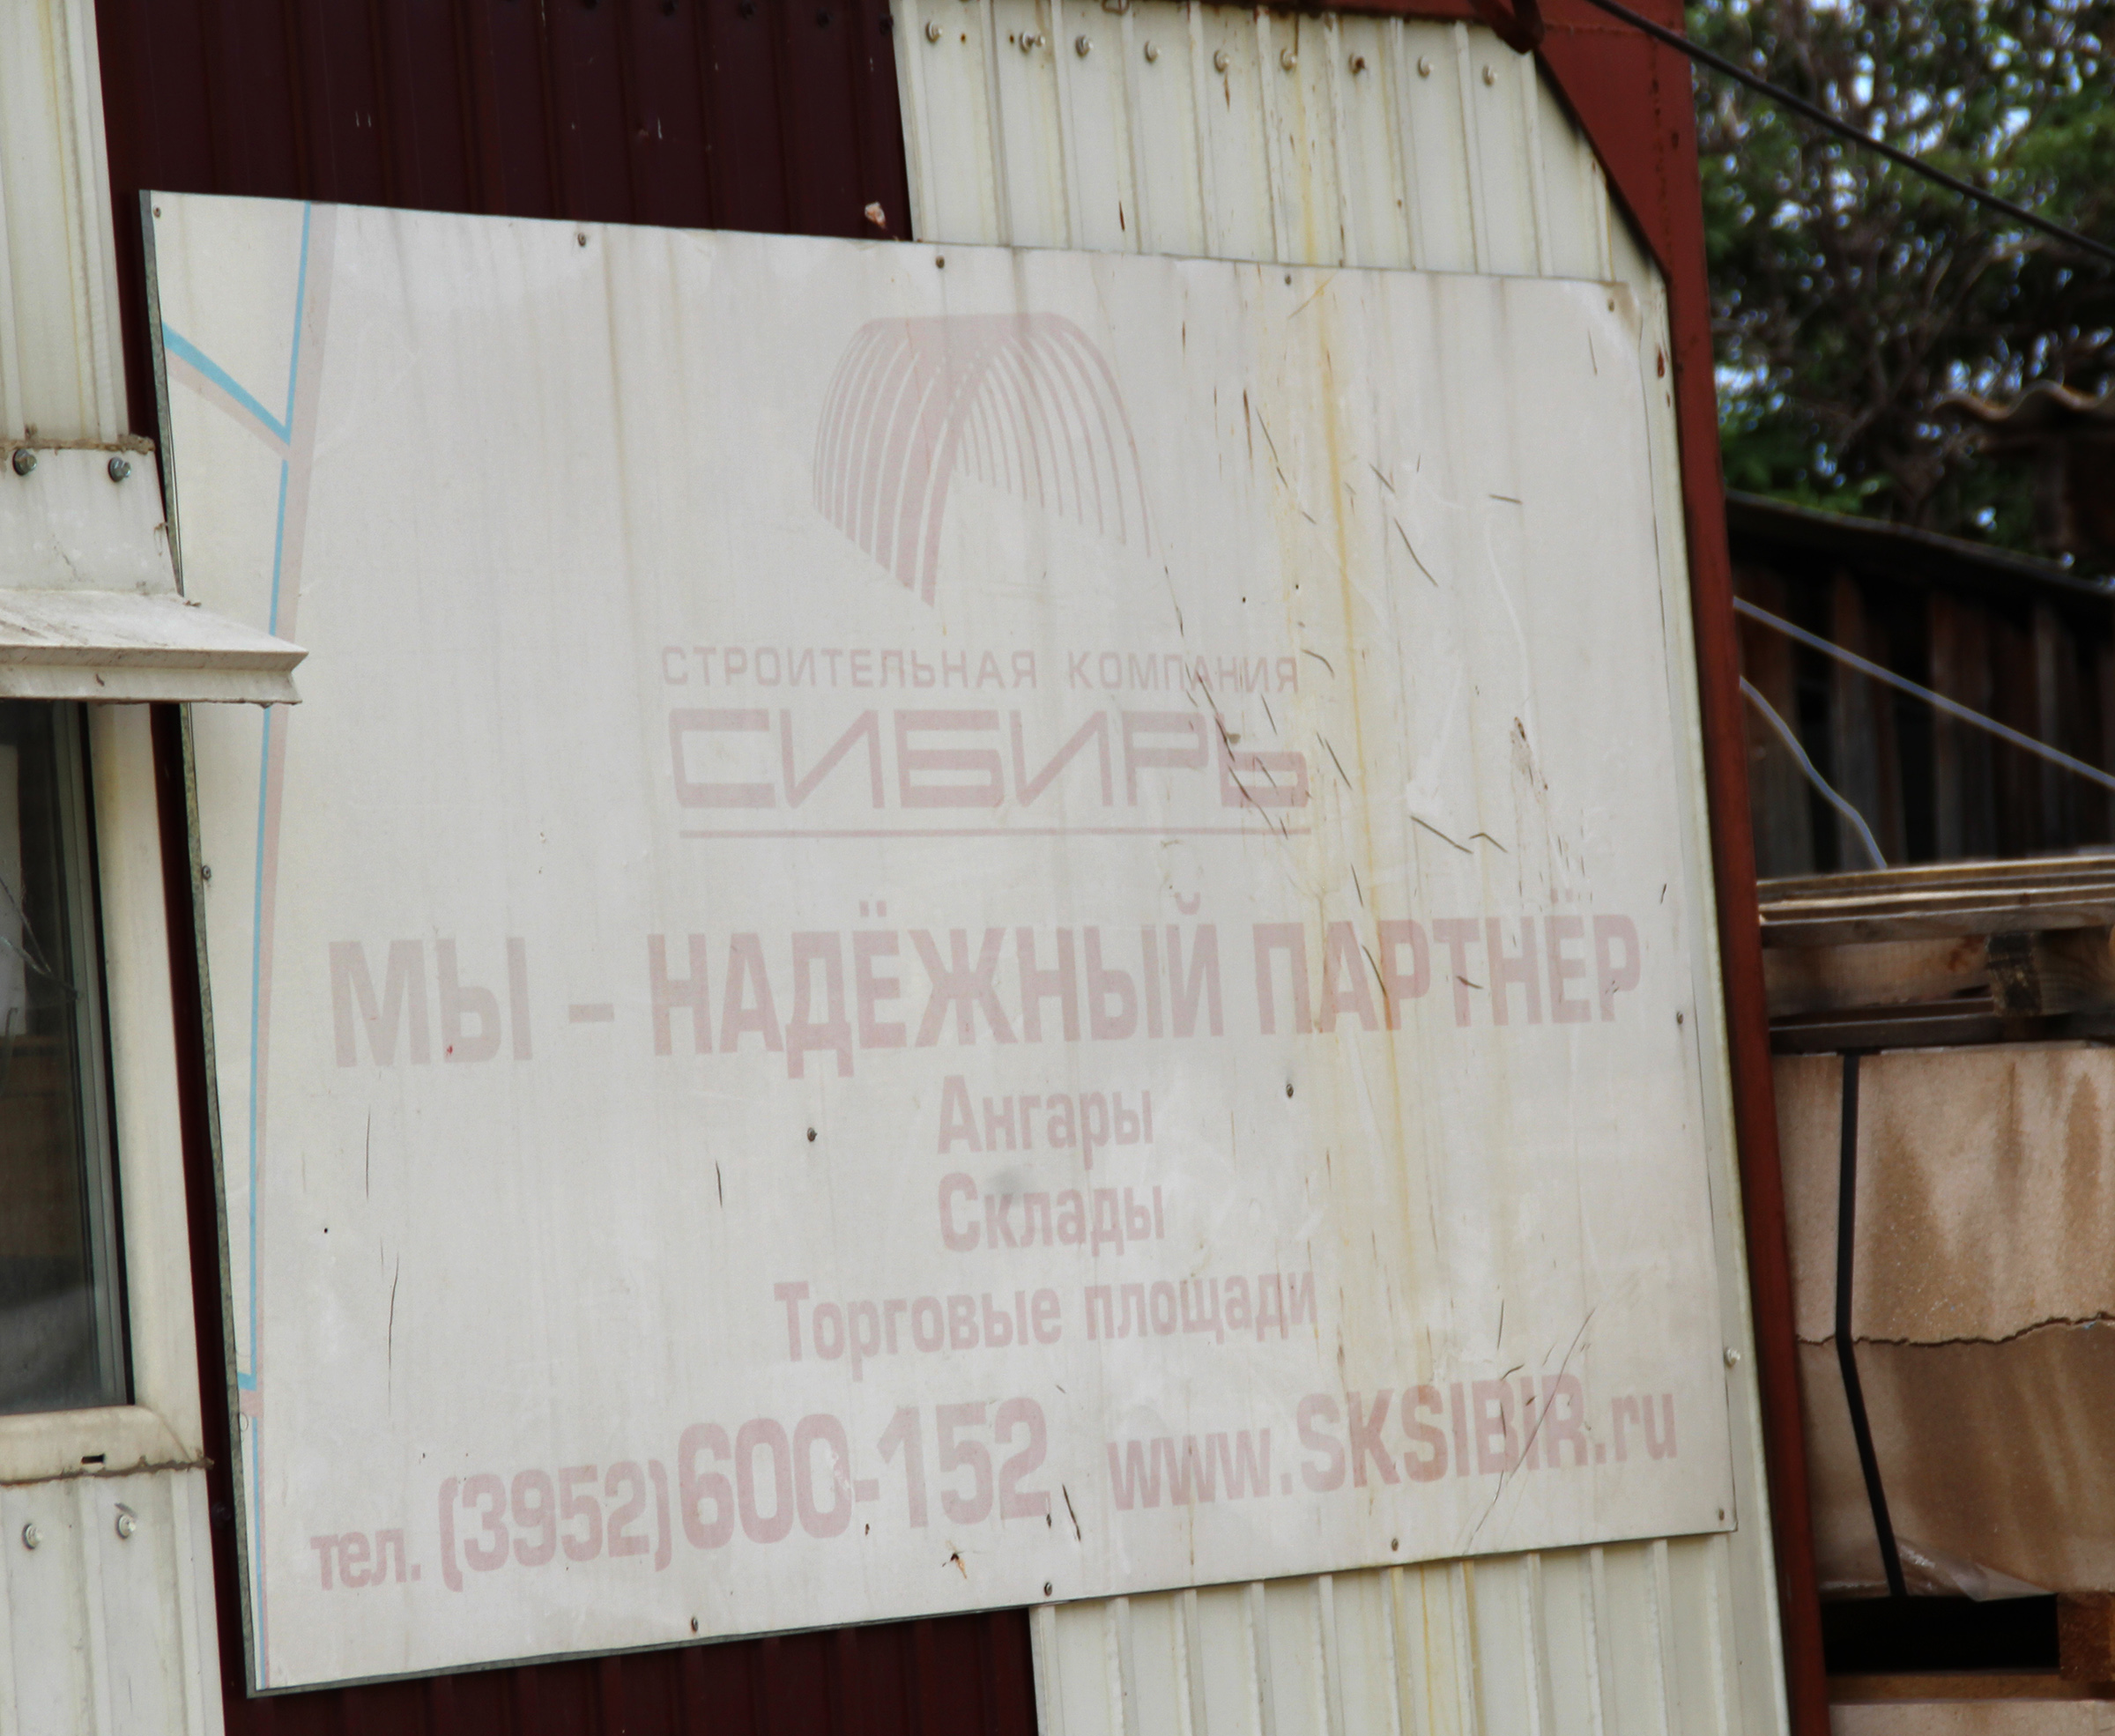 СТРОИТЕЛЬНАЯ КОМПАНИЯ
СИБИРЬ
МЫ – НАДЁЖНЫЙ ПАРТНЁР
Ангары
Склады
Торговые площади
тел. (3952)600-152 www.SKSIBIR.ru